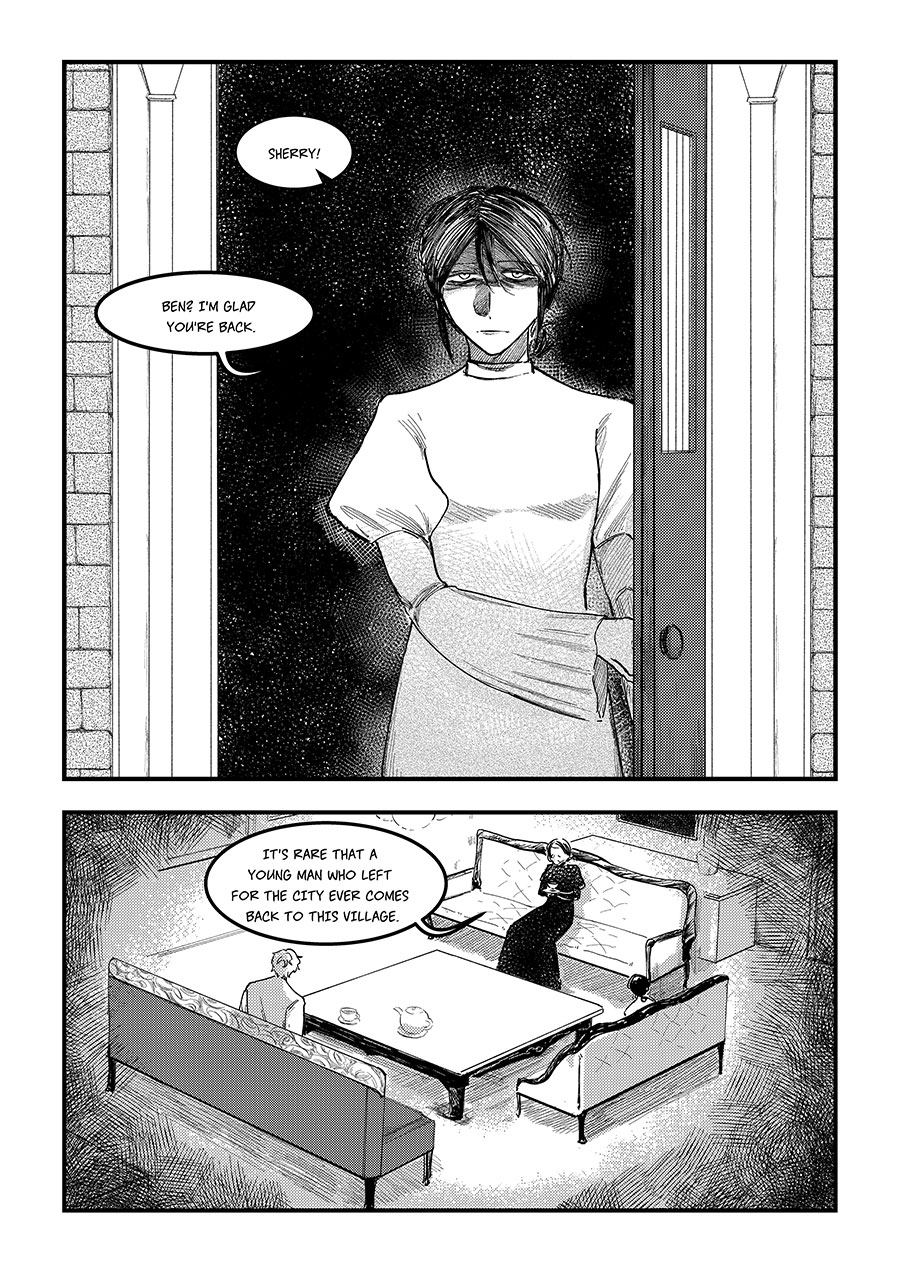 SHERRY!
BEN? I'M GLAD
YOU'RE BACK.
IT'S RARE THAT A
YOUNG MAN WHO LEFT
FOR THE CITY EVER COMES
BACK TO THIS VILLAGE.